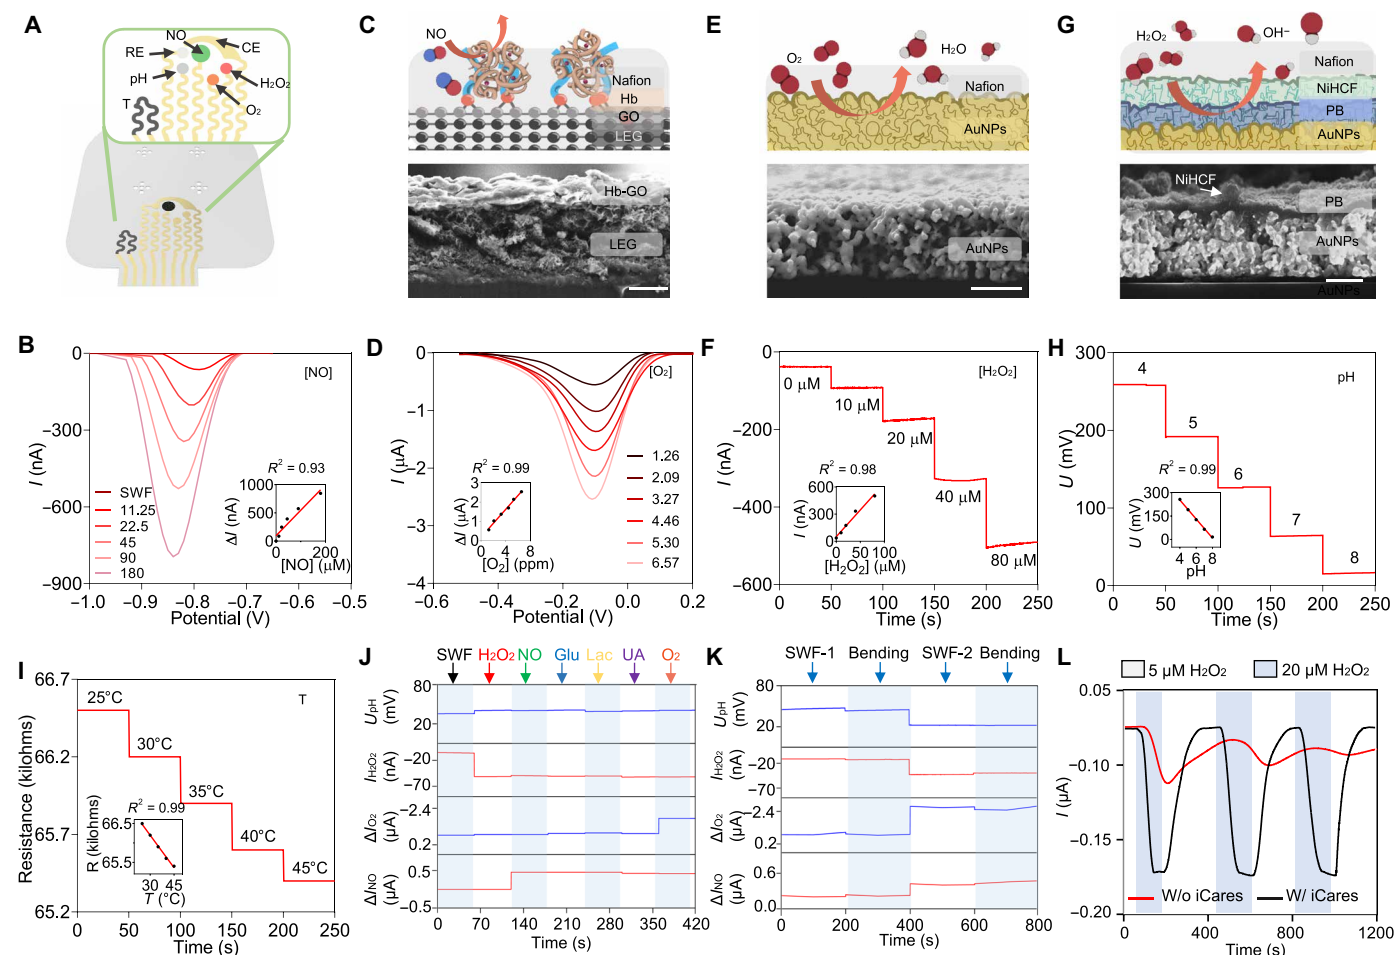 A
NO
RE
CE
pH
H₂O₂
T
O₂
C
NO
Nafion
Hb
GO
LEG
Hb-GO
LEG
E
O₂
H₂O
Nafion
AuNPs
AuNPs
G
H₂O₂
OH⁻
Nafion
NiHCF
PB
AuNPs
NiHCF
PB
AuNPs
AuNPs
B
0
−300
−600
−900
I (nA)
[NO]
SWF
11.25
22.5
45
90
180
R² = 0.93
1000
500
0
ΔI (nA)
0
200
[NO] (μM)
−1.0 −0.9 −0.8 −0.7 −0.6 −0.5
Potential (V)
D
0
−1
−2
−3
−4
I (μA)
[O₂]
1.26
2.09
3.27
4.46
5.30
6.57
R² = 0.99
3
2
1
0
ΔI (μA)
0 4 8
[O₂] (ppm)
−0.6 −0.4 −0.2 0.0 0.2
Potential (V)
F
0
−150
−300
−450
−600
I (nA)
[H₂O₂]
0 μM
10 μM
20 μM
40 μM
80 μM
R² = 0.98
600
300
0
I (nA)
0 40 80
[H₂O₂] (μM)
0 50 100 150 200 250
Time (s)
H
300
200
100
0
U (mV)
pH
4
5
6
7
8
R² = 0.99
300
150
0
U (mV)
4 6 8
pH
0 50 100 150 200 250
Time (s)
I
66.7
66.2
65.7
65.2
Resistance (kilohms)
T
25°C
30°C
35°C
40°C
45°C
R² = 0.99
66.5
65.5
R (kilohms)
30 45
T (°C)
0 50 100 150 200 250
Time (s)
J
SWF H₂O₂ NO Glu Lac UA O₂
80
20
UpH (mV)
−20
−70
IH₂O₂ (nA)
−2.4
0.2
ΔIO₂ (μA)
0.5
−0.5
ΔINO (μA)
0 70 140 210 280 350 420
Time (s)
K
SWF-1 Bending SWF-2 Bending
80
20
UpH (mV)
−20
−70
IH₂O₂ (nA)
−2.4
0.2
ΔIO₂ (μA)
0.6
0.0
ΔINO (μA)
0 200 400 600 800
Time (s)
L
5 μM H₂O₂
20 μM H₂O₂
0.05
−0.10
−0.15
−0.20
I (μA)
W/o iCares
W/ iCares
0 200 400 600 800 1200
Time (s)